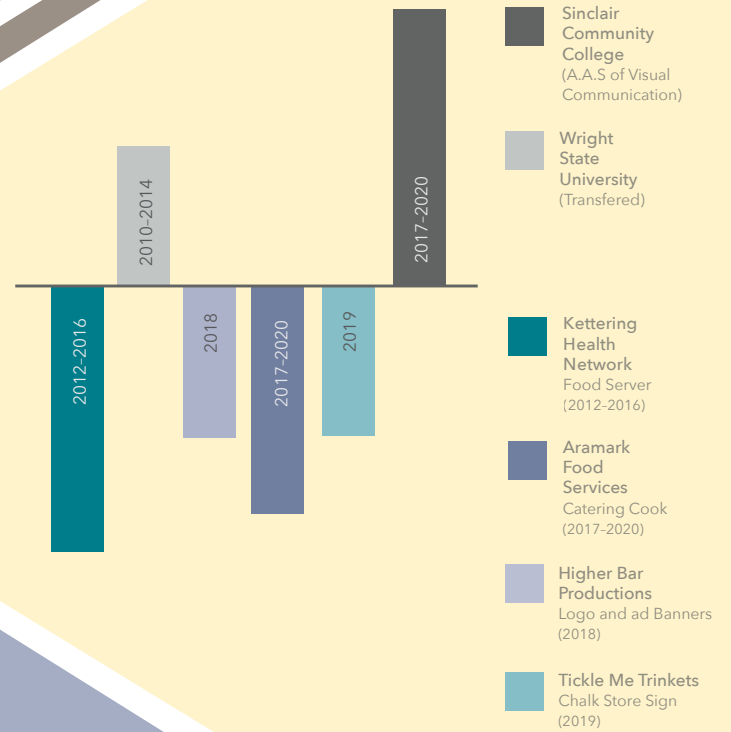 2012–2016
2010–2014
2018
2017–2020
2019
2017–2020
Sinclair
Community
College
(A.A.S of Visual
Communication)
Wright
State
University
(Transfered)
Kettering
Health
Network
Food Server
(2012–2016)
Aramark
Food
Services
Catering Cook
(2017–2020)
Higher Bar
Productions
Logo and ad Banners
(2018)
Tickle Me Trinkets
Chalk Store Sign
(2019)